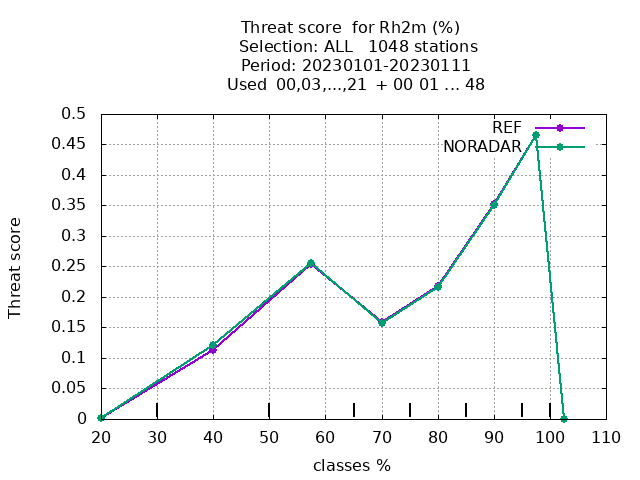 Threat score  for Rh2m (%)
Selection: ALL   1048 stations
Period: 20230101-20230111
Used  00,03,...,21  + 00 01 ... 48
REF
NORADAR
Threat score
0.5
0.45
0.4
0.35
0.3
0.25
0.2
0.15
0.1
0.05
0
20 30 40 50 60 70 80 90 100 110
classes %